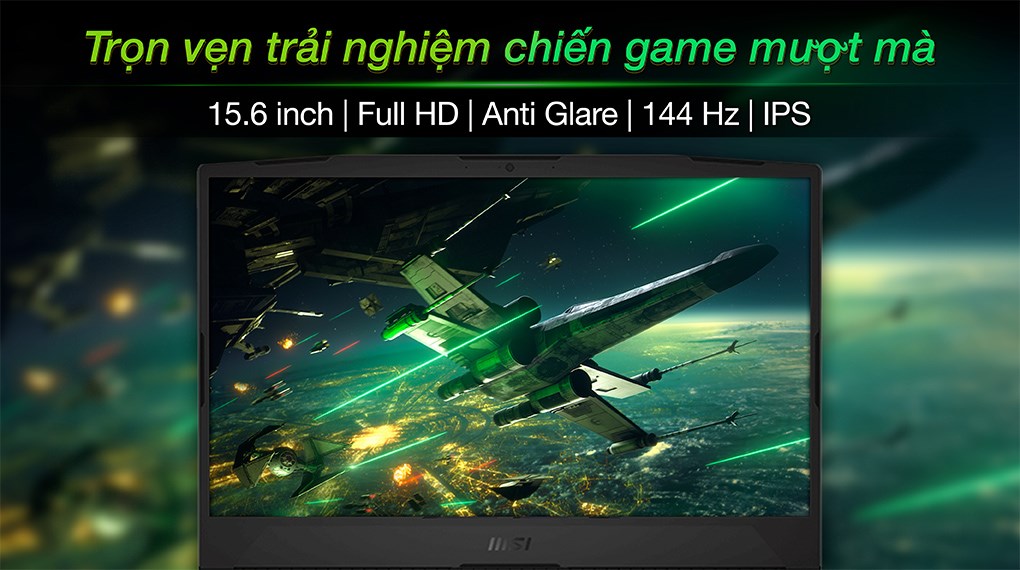 Trọn vẹn trải nghiệm chiến game mượt mà
15.6 inch | Full HD | Anti Glare | 144 Hz | IPS
msi